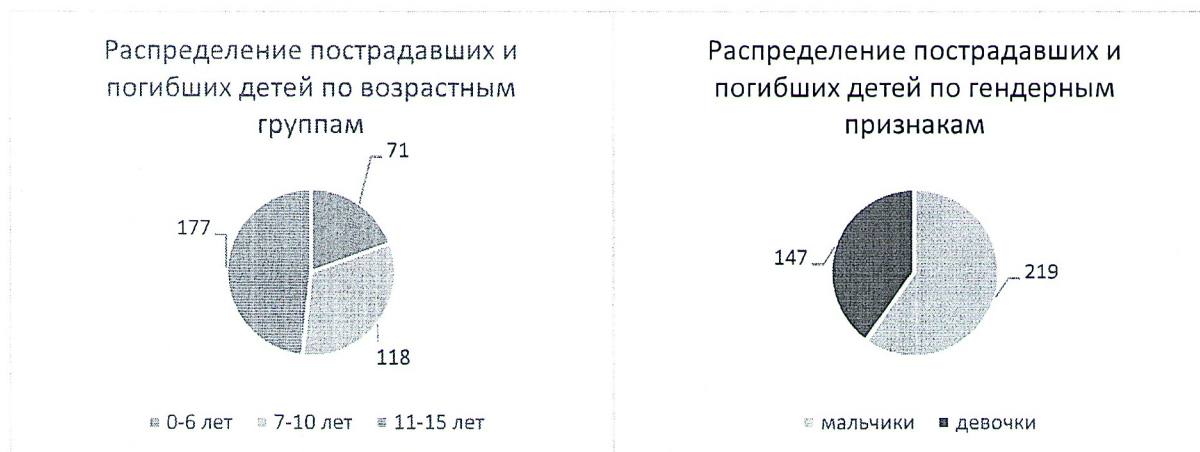 Распределение пострадавших и
погибших детей по возрастным
группам
71
177
118
0-6 лет 7-10 лет 11-15 лет
Распределение пострадавших и
погибших детей по гендерным
признакам
147
219
мальчики девочки